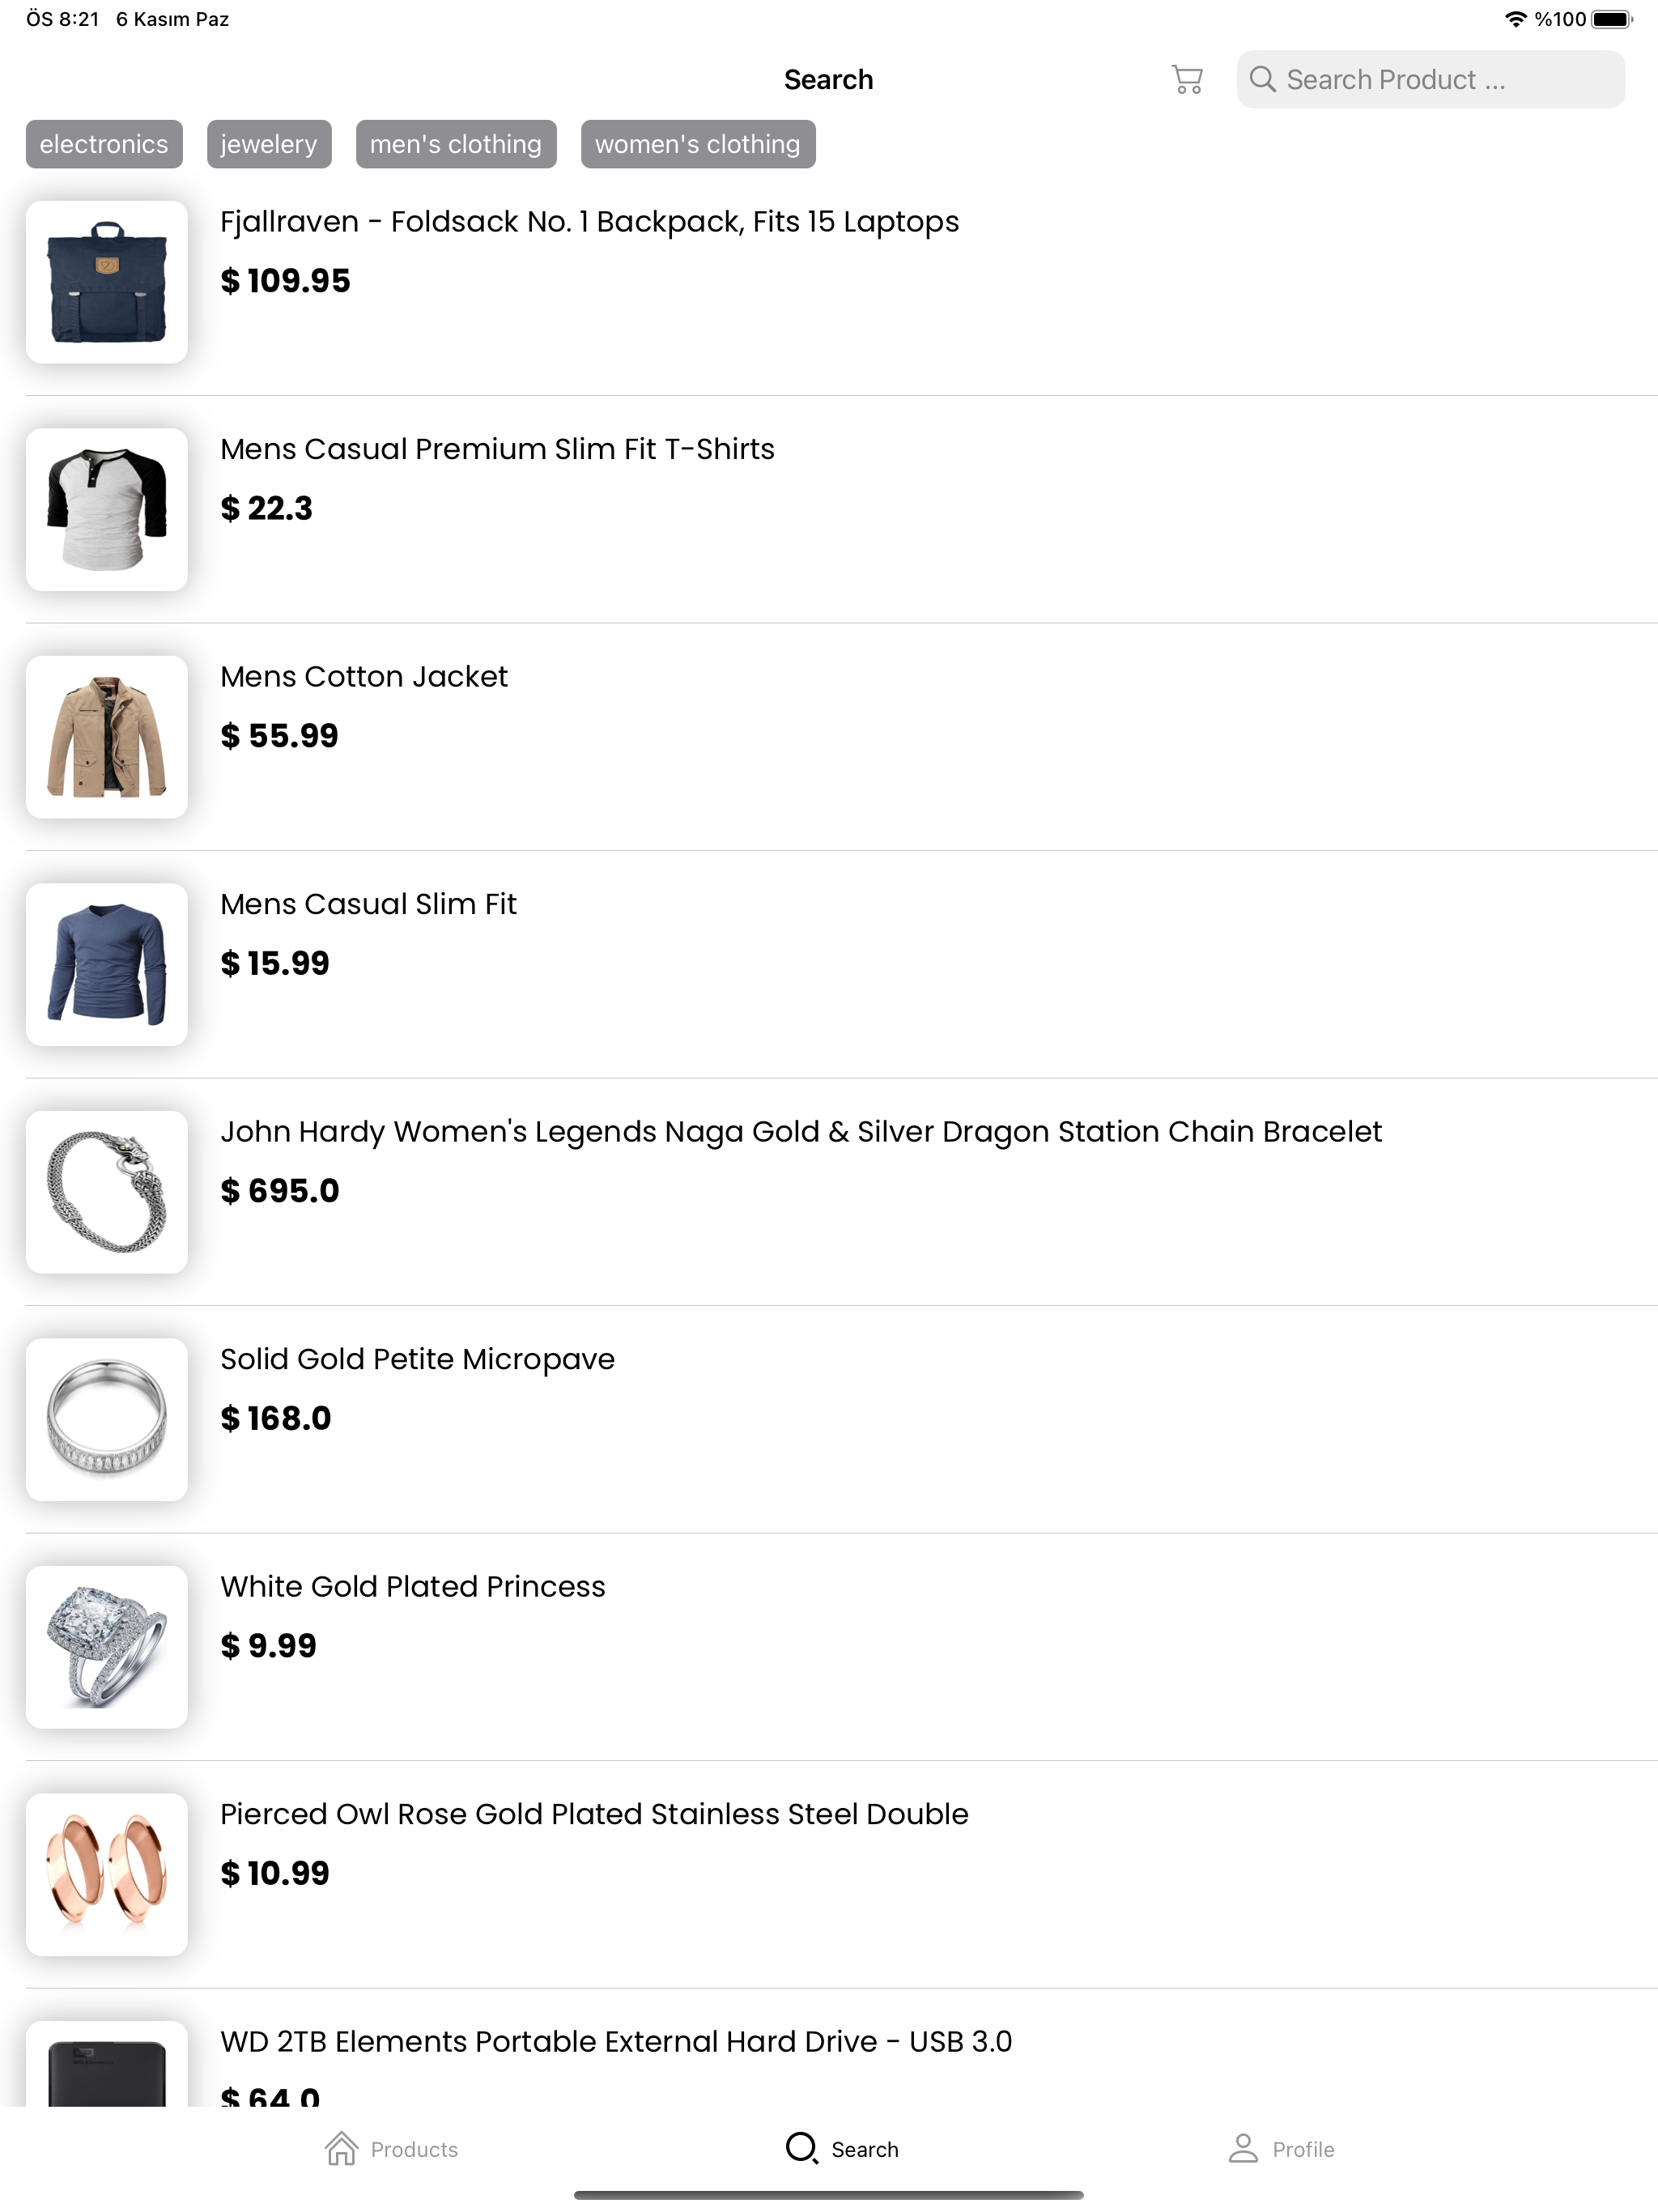 ÖS 8:21 6 Kasım Paz %100
Search
Search Product ...
electronics jewelery men's clothing women's clothing
Fjallraven - Foldsack No. 1 Backpack, Fits 15 Laptops
$ 109.95
Mens Casual Premium Slim Fit T-Shirts
$ 22.3
Mens Cotton Jacket
$ 55.99
Mens Casual Slim Fit
$ 15.99
John Hardy Women's Legends Naga Gold & Silver Dragon Station Chain Bracelet
$ 695.0
Solid Gold Petite Micropave
$ 168.0
White Gold Plated Princess
$ 9.99
Pierced Owl Rose Gold Plated Stainless Steel Double
$ 10.99
WD 2TB Elements Portable External Hard Drive - USB 3.0
$ 64.0
Products Search Profile